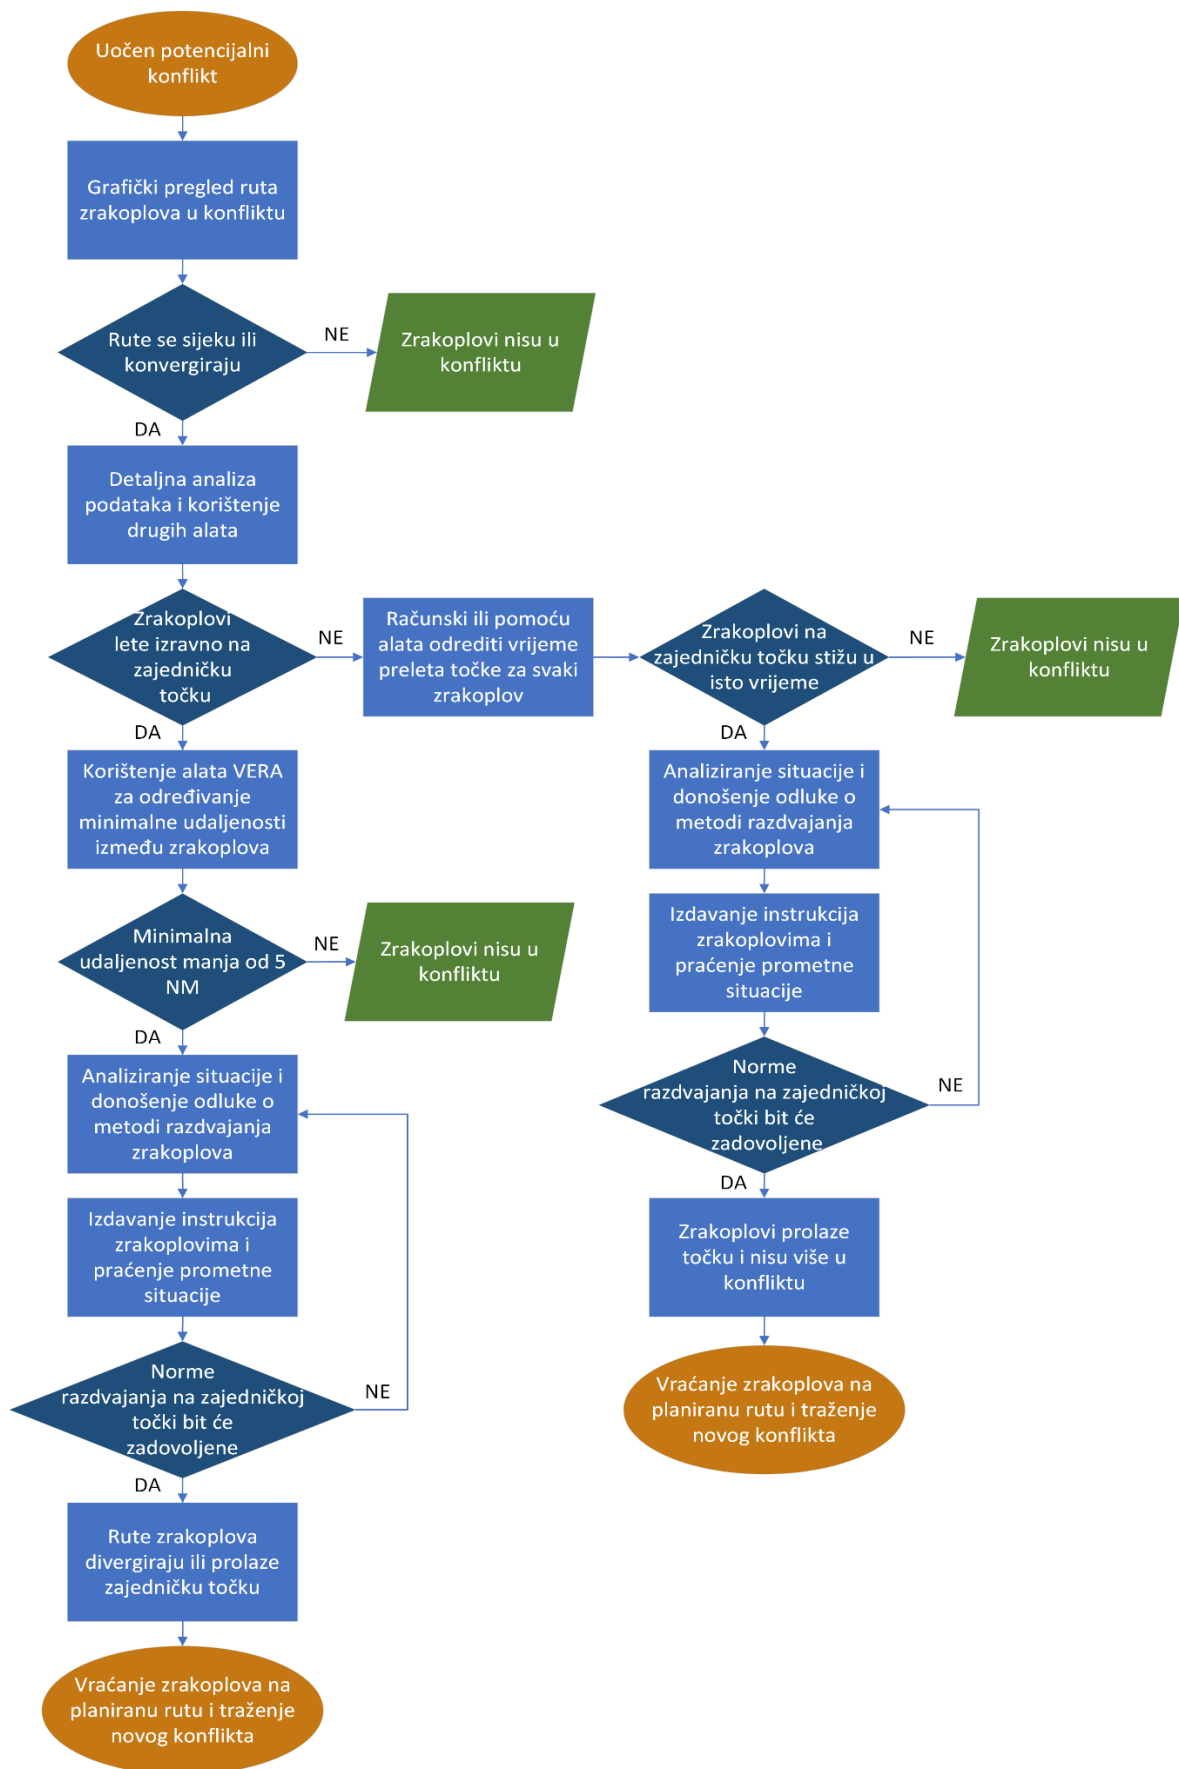 Uočen potencijalni
konflikt
Grafički pregled ruta
zrakoplova u konfliktu
Rute se sijeku ili
konvergiraju
NE
Zrakoplovi nisu u
konfliktu
DA
Detaljna analiza
podataka i korištenje
drugih alata
Zrakoplovi
lete izravno na
zajedničku
točku
NE
Računski ili pomoću
alata odrediti vrijeme
preleta točke za svaki
zrakoplov
Zrakoplovi na
zajedničku točku stižu u
isto vrijeme
NE
Zrakoplovi nisu u
konfliktu
DA
Korištenje alata VERA
za određivanje
minimalne udaljenosti
između zrakoplova
Minimalna
udaljenost manja od 5
NM
NE
Zrakoplovi nisu u
konfliktu
DA
Analiziranje situacije i
donošenje odluke o
metodi razdvajanja
zrakoplova
Izdavanje instrukcija
zrakoplovima i
praćenje prometne
situacije
Norme
razdvajanja na zajedničkoj
točki bit će
zadovoljene
NE
DA
Rute zrakoplova
divergiraju ili prolaze
zajedničku točku
Vraćanje zrakoplova na
planiranu rutu i traženje
novog konflikta
DA
Analiziranje situacije i
donošenje odluke o
metodi razdvajanja
zrakoplova
Izdavanje instrukcija
zrakoplovima i
praćenje prometne
situacije
Norme
razdvajanja na zajedničkoj
točki bit će
zadovoljene
NE
DA
Zrakoplovi prolaze
točku i nisu više u
konfliktu
Vraćanje zrakoplova na
planiranu rutu i traženje
novog konflikta